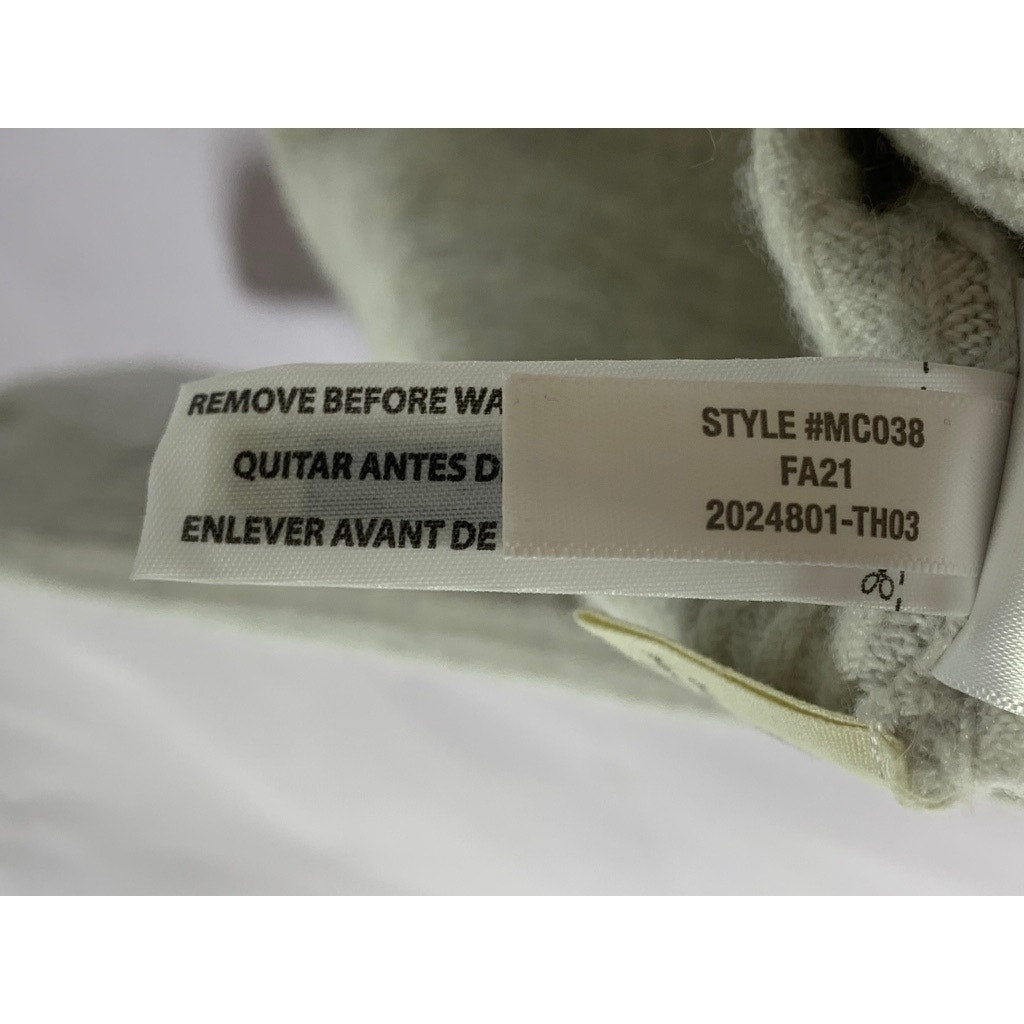 REMOVE BEFORE WA
QUITAR ANTES D
ENLEVER AVANT DE
STYLE #MC038
FA21
2024801-TH03